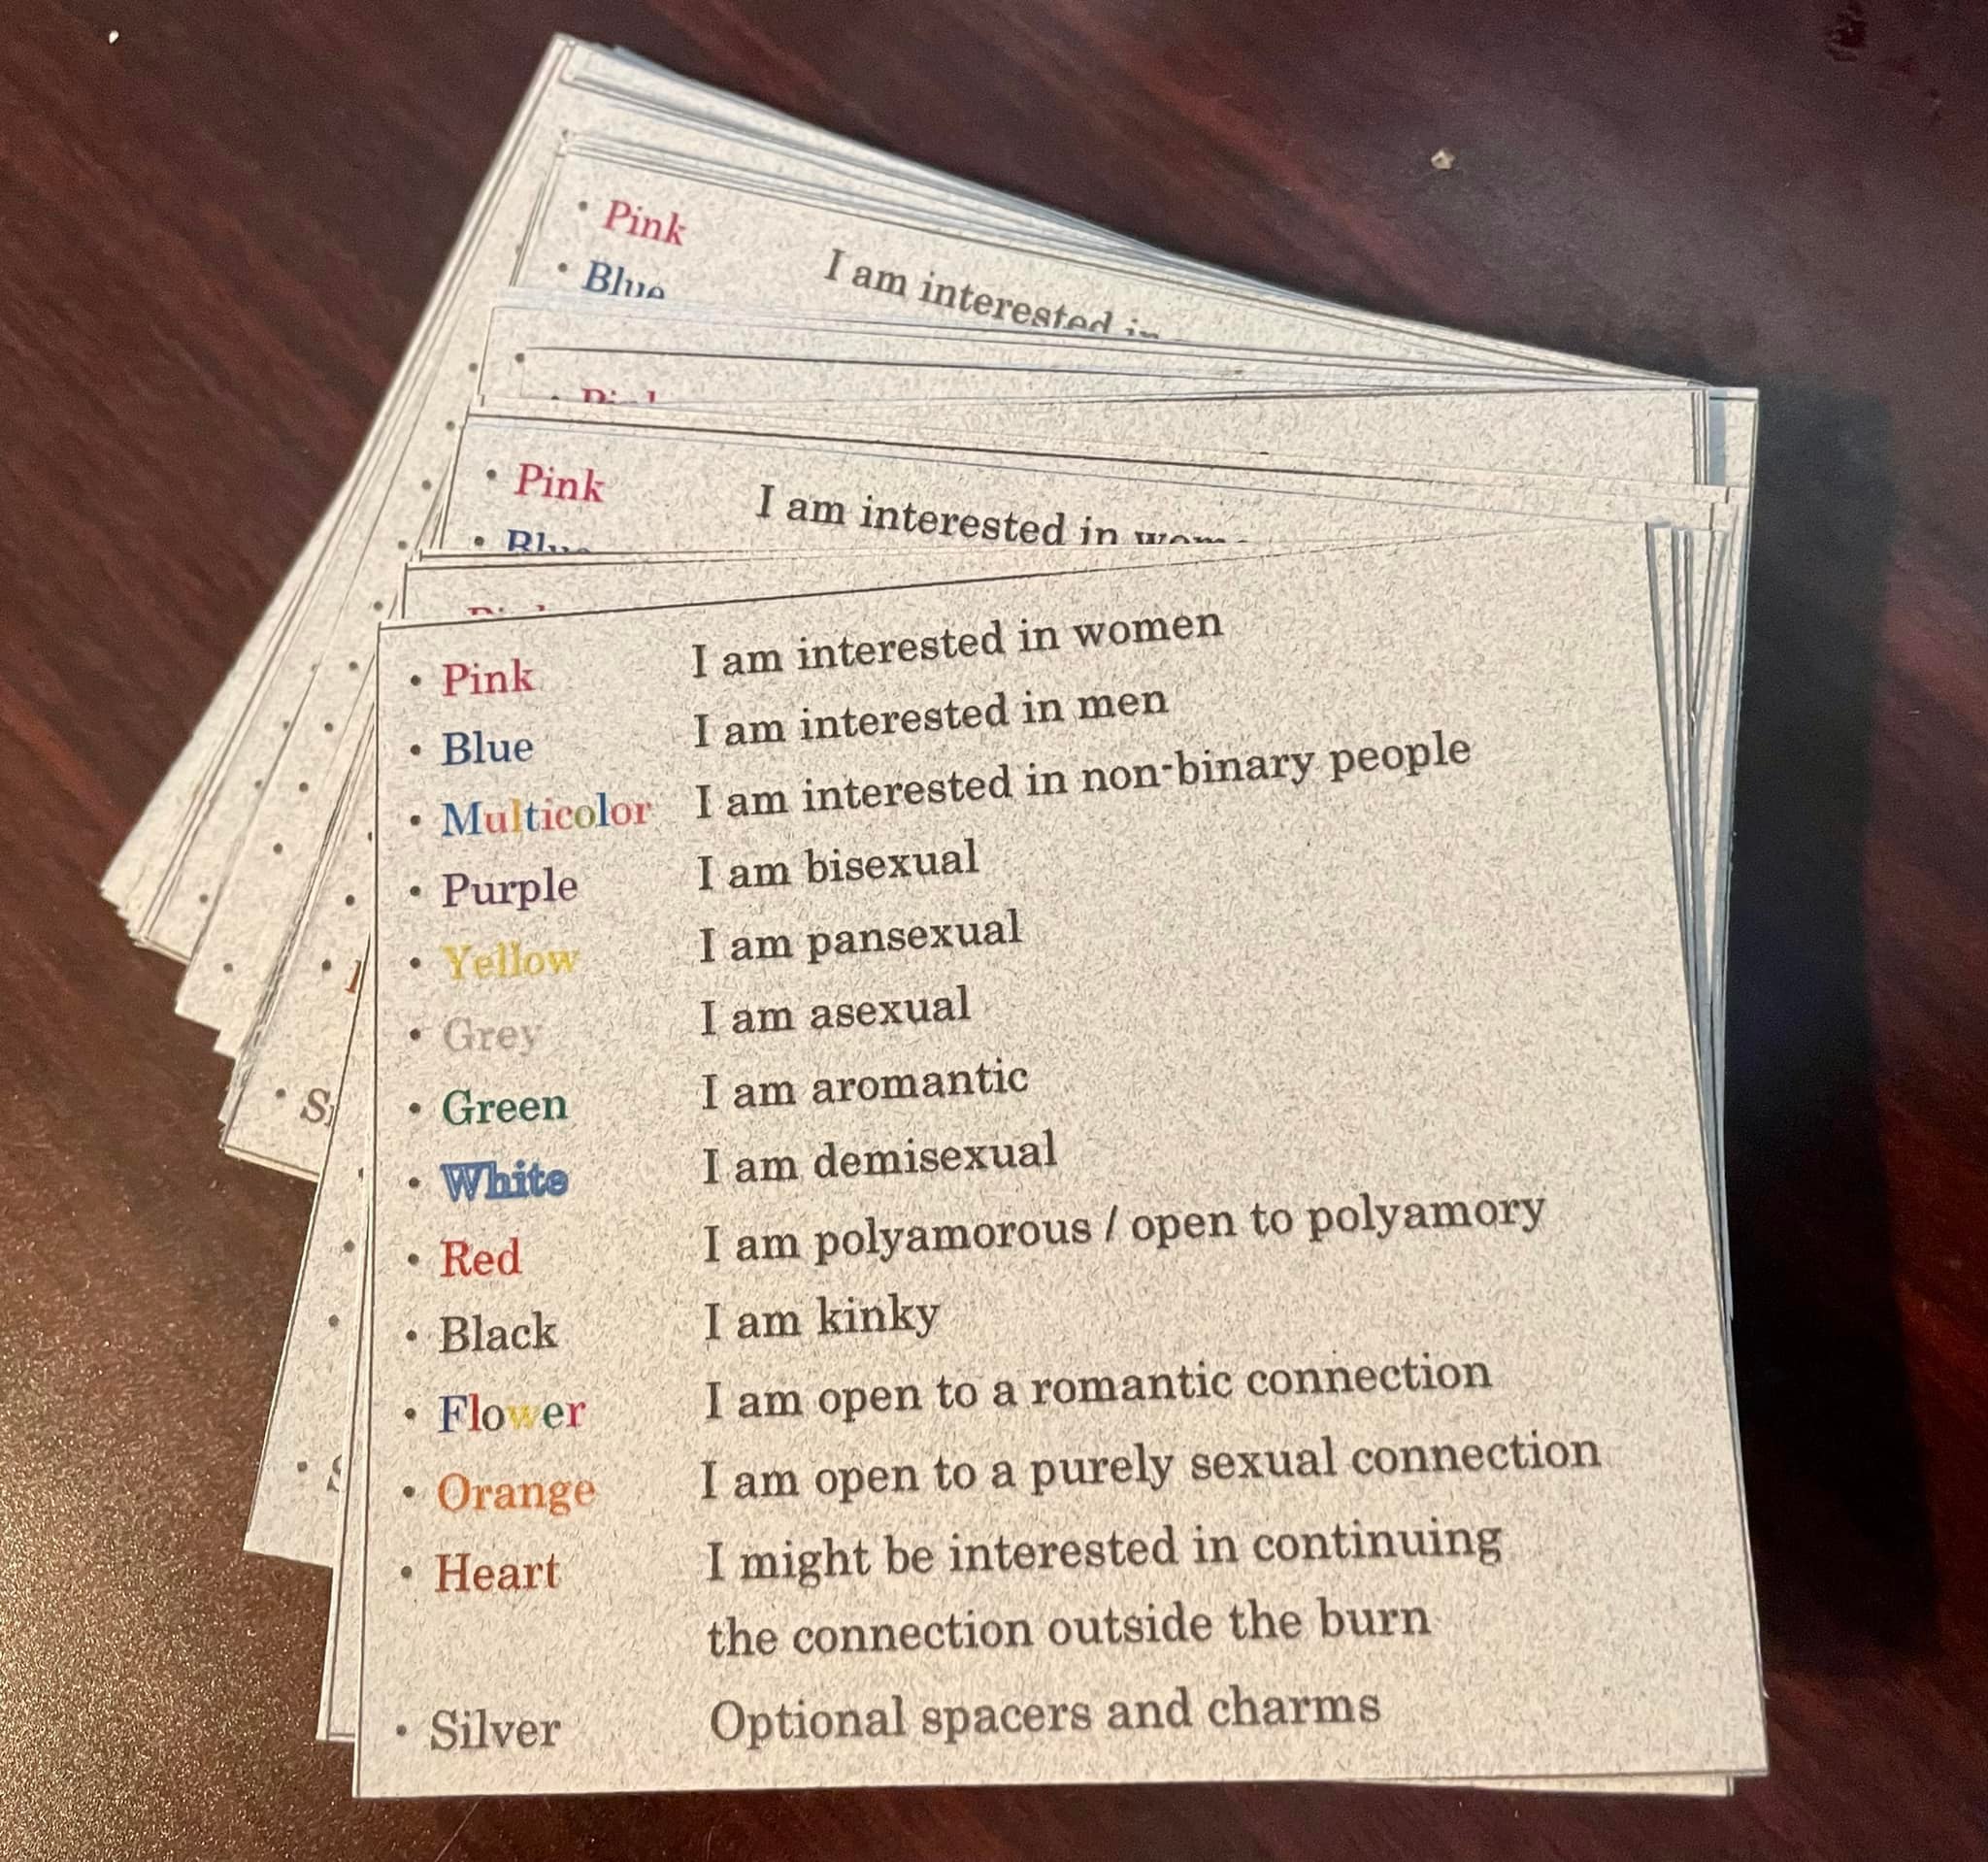 • Pink
I am interested in
• Blue
• Pink
I am interested in
• Pink I am interested in women
• Blue I am interested in men
• Multicolor I am interested in non-binary people
• Purple I am bisexual
• Yellow I am pansexual
• Grey I am asexual
• Green I am aromantic
• White I am demisexual
• Red I am polyamorous / open to polyamory
• Black I am kinky
• Flower I am open to a romantic connection
• Orange I am open to a purely sexual connection
• Heart I might be interested in continuing
the connection outside the burn
• Silver Optional spacers and charms